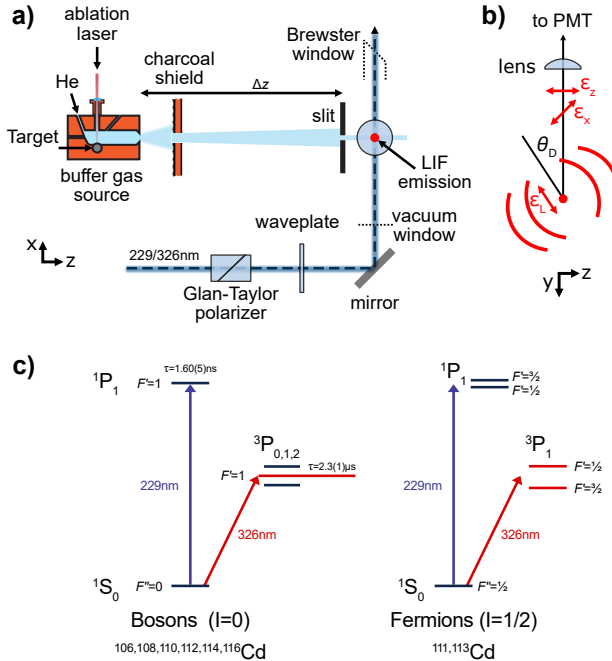 a)
ablation
laser
He
Target
buffer gas
source
charcoal
shield
Δz
slit
Brewster
window
LIF
emission
vacuum
window
waveplate
229/326nm
Glan-Taylor
polarizer
mirror
x
z
b)
to PMT
lens
ε_z
ε_x
θ_D
ε_L
y
z
c)
¹P₁
F'=1
τ=1.60(5)ns
³P₀,₁,₂
F'=1
τ=2.3(1)μs
229nm
326nm
¹S₀
F''=0
Bosons (I=0)
¹⁰⁶,¹⁰⁸,¹¹⁰,¹¹²,¹¹⁴,¹¹⁶Cd
¹P₁
F'=³⁄₂
F'=½
³P₁
F'=½
F'=³⁄₂
229nm
326nm
¹S₀
F''=½
Fermions (I=1/2)
¹¹¹,¹¹³Cd